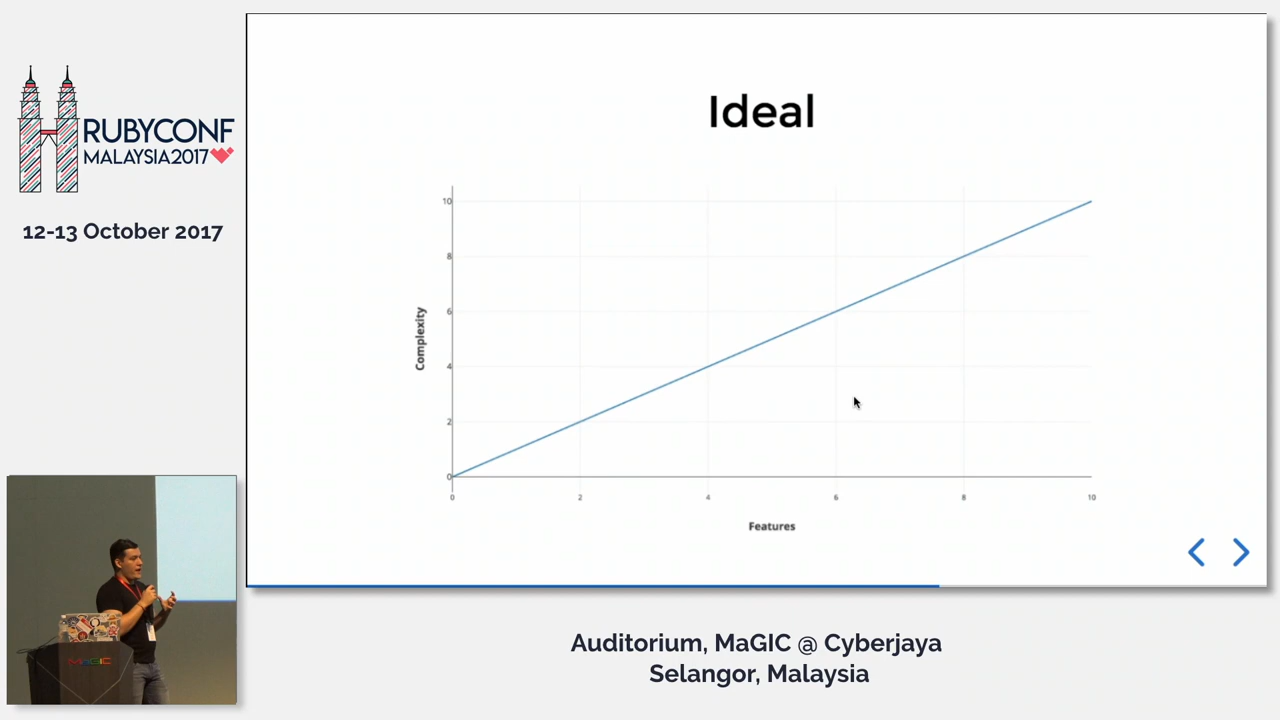 RUBYCONF
MALAYSIA2017
12-13 October 2017
Ideal
10
8
6
4
2
0
Complexity
0
2
4
6
8
10
Features
MaGIC
Auditorium, MaGIC @ Cyberjaya
Selangor, Malaysia